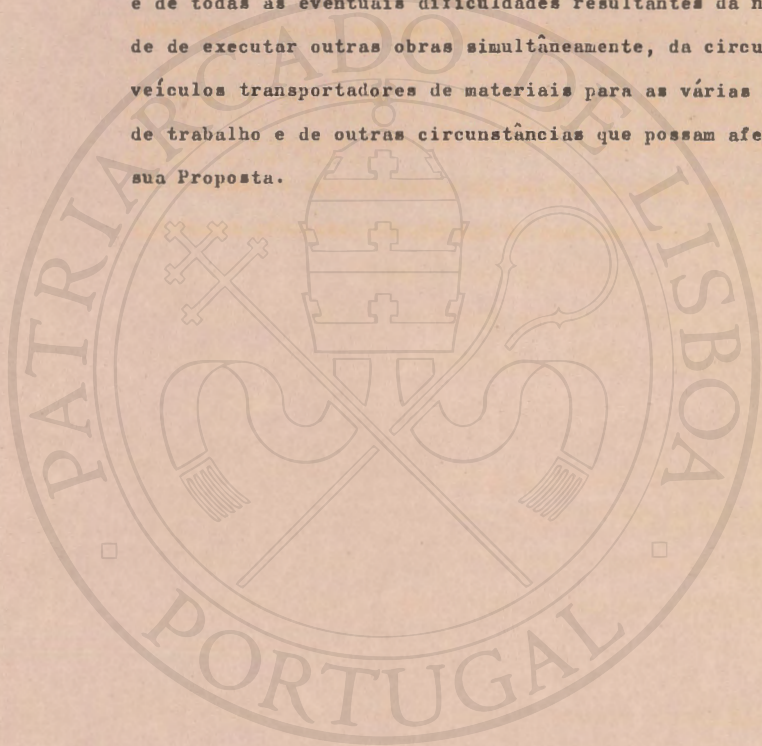 e de todas as eventuais dificuldades resultantes da n
de de executar outras obras simultâneamente, da circu
veículos transportadores de materiais para as várias
de trabalho e de outras circunstâncias que possam afe
sua Proposta.
PATRIARCADO DE LISBOA
PORTUGAL